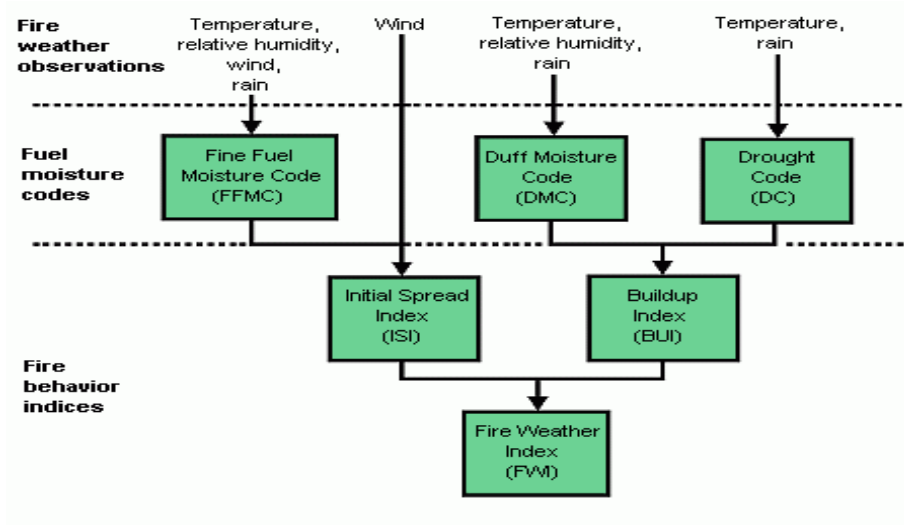 Fire
weather
observations
Temperature,
relative humidity,
wind,
rain
Wind
Temperature,
relative humidity,
rain
Temperature,
rain
Fuel
moisture
codes
Fine Fuel
Moisture Code
(FFMC)
Duff Moisture
Code
(DMC)
Drought
Code
(DC)
Initial Spread
Index
(ISI)
Buildup
Index
(BUI)
Fire
behavior
indices
Fire Weather
Index
(FWI)